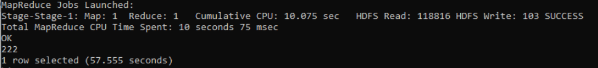 MapReduce Jobs Launched:
Stage-Stage-1: Map: 1  Reduce: 1   Cumulative CPU: 10.075 sec   HDFS Read: 118816 HDFS Write: 103 SUCCESS
Total MapReduce CPU Time Spent: 10 seconds 75 msec
OK
222
1 row selected (57.555 seconds)